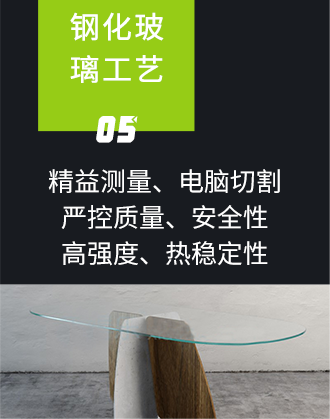 钢化玻
璃工艺
05
精益测量、电脑切割
严控质量、安全性
高强度、热稳定性